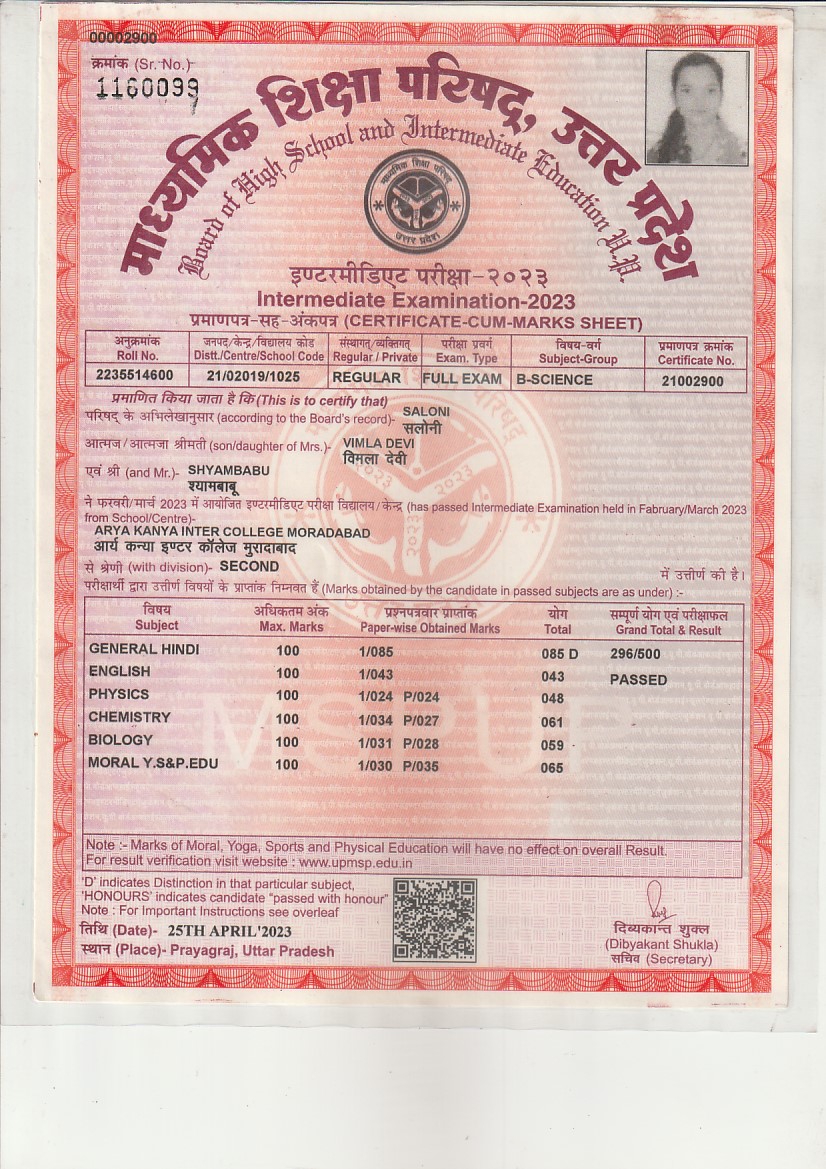 00002900
क्रमांक (Sr. No.)
1160099
माध्यमिक शिक्षा परिषद्, उत्तर प्रदेश
Board of High School and Intermediate Education U.P.
माध्यमिक शिक्षा परिषद
उत्तर प्रदेश
इण्टरमीडिएट परीक्षा-२०२३
Intermediate Examination-2023
प्रमाणपत्र-सह-अंकपत्र (CERTIFICATE-CUM-MARKS SHEET)
अनुक्रमांक जनपद/केन्द्र/विद्यालय कोड संस्थागत्/व्यक्तिगत् परीक्षा प्रवर्ग विषय-वर्ग प्रमाणपत्र क्रमांक
Roll No. Distt./Centre/School Code Regular / Private Exam. Type Subject-Group Certificate No.
2235514600 21/02019/1025 REGULAR FULL EXAM B-SCIENCE 21002900
प्रमाणित किया जाता है कि(This is to certify that)
परिषद् के अभिलेखानुसार (according to the Board's record)- SALONI
सलोनी
आत्मज/आत्मजा श्रीमती (son/daughter of Mrs.)- VIMLA DEVI
विमला देवी
एवं श्री (and Mr.)- SHYAMBABU
श्यामबाबू
ने फरवरी/मार्च 2023 में आयोजित इण्टरमीडिएट परीक्षा विद्यालय/केन्द्र (has passed Intermediate Examination held in Fabruary/March 2023
from School/Centre)-
ARYA KANYA INTER COLLEGE MORADABAD
आर्य कन्या इण्टर कॉलेज मुरादाबाद
से श्रेणी (with division)- SECOND में उत्तीर्ण की है।
परीक्षार्थी द्वारा उत्तीर्ण विषयों के प्राप्तांक निम्नवत हैं (Marks obtained by the candidate in passed subjects are as under) :-
विषय अधिकतम अंक प्रश्नपत्रवार प्राप्तांक योग सम्पूर्ण योग एवं परीक्षाफल
Subject Max. Marks Paper-wise Obtained Marks Total Grand Total & Result
GENERAL HINDI 100 1/085 085 D 296/500
ENGLISH 100 1/043 043 PASSED
PHYSICS 100 1/024 P/024 048
CHEMISTRY 100 1/034 P/027 061
BIOLOGY 100 1/031 P/028 059
MORAL Y.S&P.EDU 100 1/030 P/035 065
MSPUP
Note :- Marks of Moral, Yoga, Sports and Physical Education will have no effect on overall Result.
For result verification visit website : www.upmsp.edu.in
'D' indicates Distinction in that particular subject,
'HONOURS' indicates candidate "passed with honour"
Note : For Important Instructions see overleaf
तिथि (Date)- 25TH APRIL'2023
स्थान (Place)- Prayagraj, Uttar Pradesh
दिब्यकान्त शुक्ल
(Dibyakant Shukla)
सचिव (Secretary)